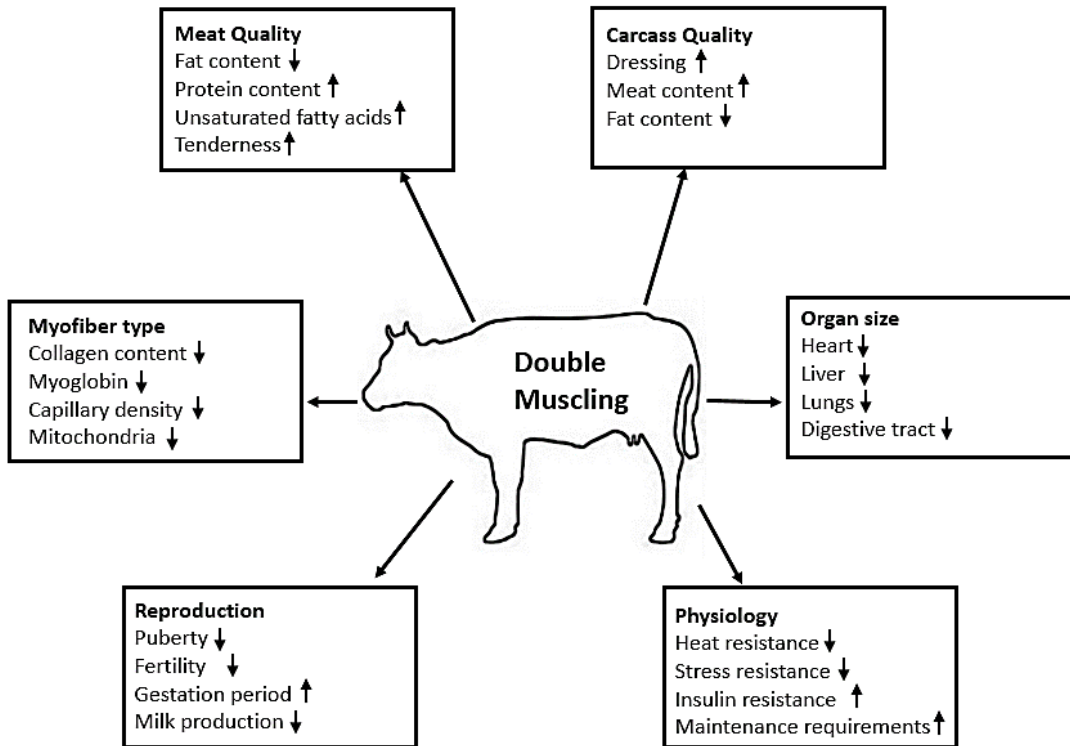 Meat Quality
Fat content ↓
Protein content ↑
Unsaturated fatty acids ↑
Tenderness ↑
Carcass Quality
Dressing ↑
Meat content ↑
Fat content ↓
Myofiber type
Collagen content ↓
Myoglobin ↓
Capillary density ↓
Mitochondria ↓
Double
Muscling
Organ size
Heart ↓
Liver ↓
Lungs ↓
Digestive tract ↓
Reproduction
Puberty ↓
Fertility ↓
Gestation period ↑
Milk production ↓
Physiology
Heat resistance ↓
Stress resistance ↓
Insulin resistance ↑
Maintenance requirements ↑